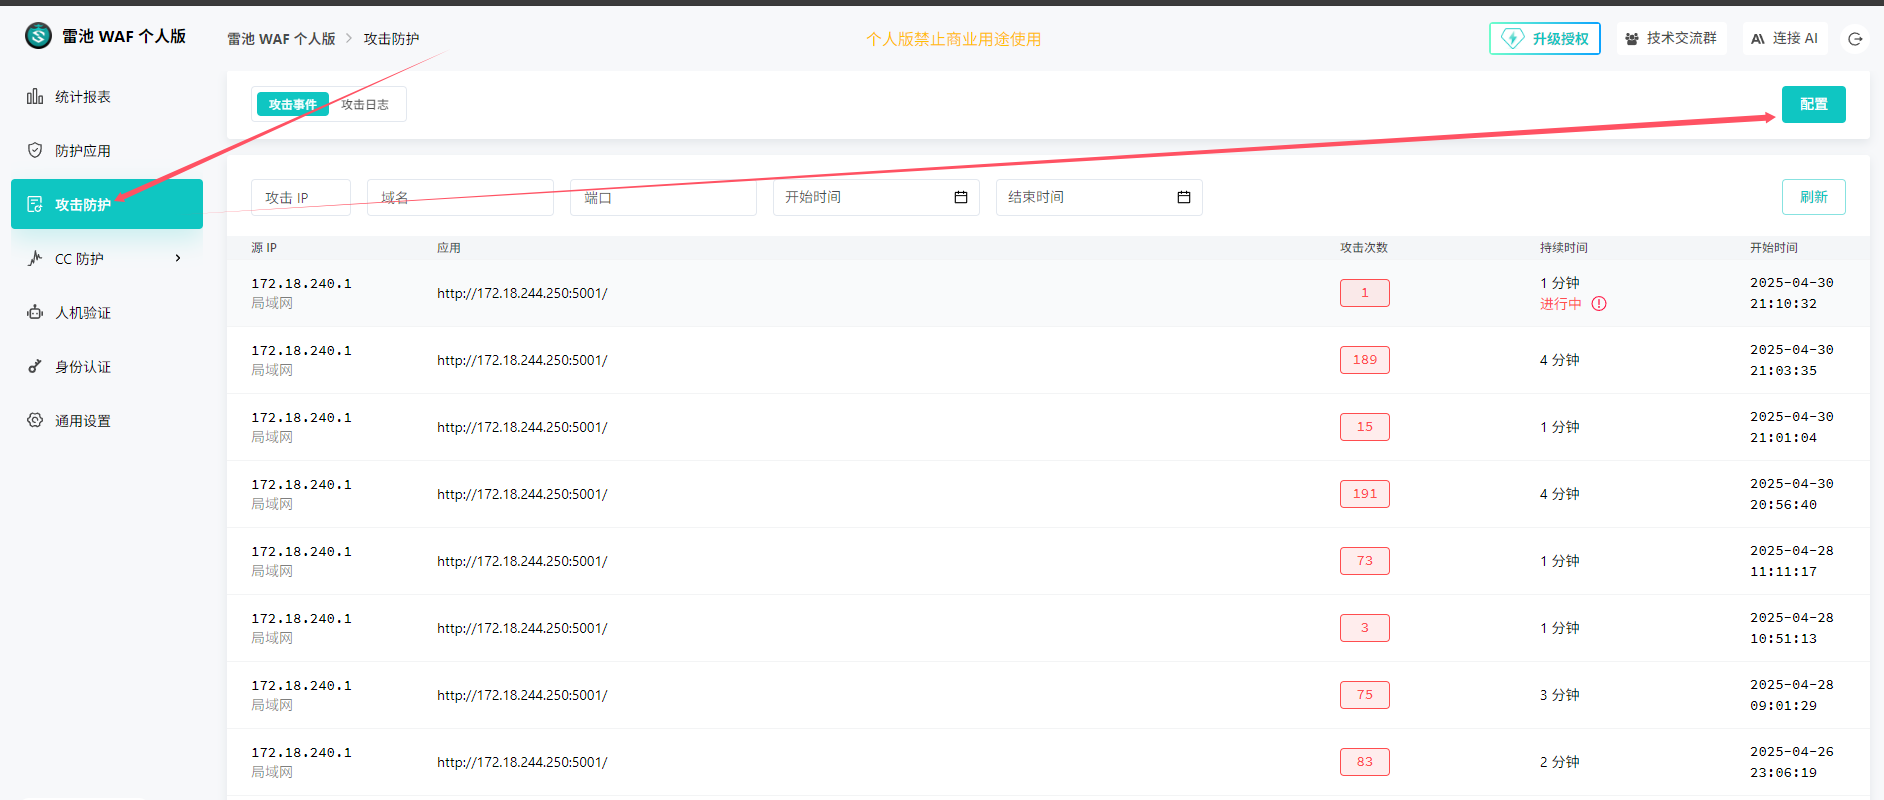 雷池 WAF 个人版
雷池 WAF 个人版 > 攻击防护
个人版禁止商业用途使用
升级授权
技术交流群
连接 AI
统计报表
防护应用
攻击防护
CC 防护
人机验证
身份认证
通用设置
攻击事件 攻击日志
配置
攻击 IP 域名 端口 开始时间 结束时间 刷新
源 IP 应用 攻击次数 持续时间 开始时间
172.18.240.1
局域网
http://172.18.244.250:5001/
1
1 分钟
进行中
2025-04-30
21:10:32
172.18.240.1
局域网
http://172.18.244.250:5001/
189
4 分钟
2025-04-30
21:03:35
172.18.240.1
局域网
http://172.18.244.250:5001/
15
1 分钟
2025-04-30
21:01:04
172.18.240.1
局域网
http://172.18.244.250:5001/
191
4 分钟
2025-04-30
20:56:40
172.18.240.1
局域网
http://172.18.244.250:5001/
73
1 分钟
2025-04-28
11:11:17
172.18.240.1
局域网
http://172.18.244.250:5001/
3
1 分钟
2025-04-28
10:51:13
172.18.240.1
局域网
http://172.18.244.250:5001/
75
3 分钟
2025-04-28
09:01:29
172.18.240.1
局域网
http://172.18.244.250:5001/
83
2 分钟
2025-04-26
23:06:19